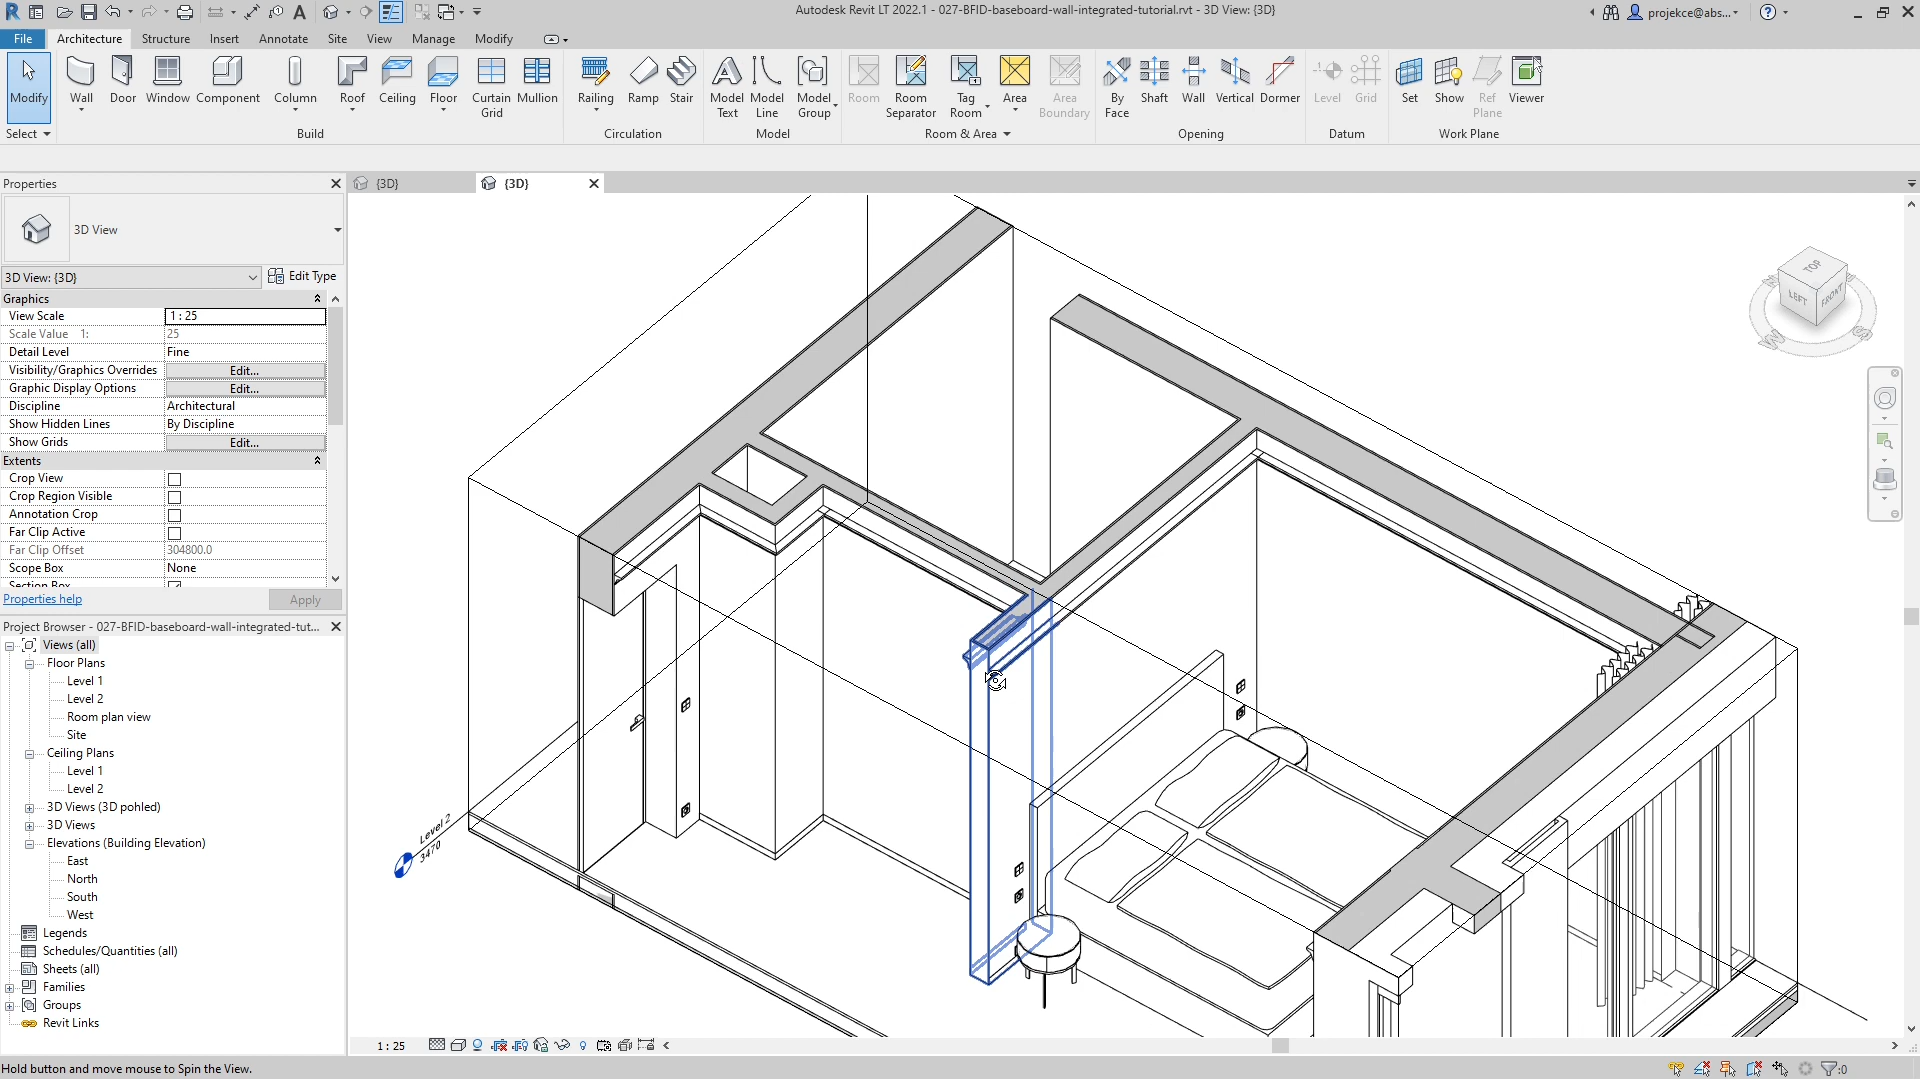 Autodesk Revit LT 2022.1 - 027-BFID-baseboard-wall-integrated-tutorial.rvt - 3D View: {3D}
projekce@abs...
File Architecture Structure Insert Annotate Site View Manage Modify
Modify Wall Door Window Component Column Roof Ceiling Floor Curtain Grid Mullion Railing Ramp Stair Model Text Model Line Model Group Room Room Separator Tag Room Area Area Boundary By Face Shaft Wall Vertical Dormer Level Grid Set Show Ref Plane Viewer
Select Build Circulation Model Room & Area Opening Datum Work Plane
Properties
{3D} {3D}
3D View
3D View: {3D} Edit Type
Graphics
View Scale 1 : 25
Scale Value 1: 25
Detail Level Fine
Visibility/Graphics Overrides Edit...
Graphic Display Options Edit...
Discipline Architectural
Show Hidden Lines By Discipline
Show Grids Edit...
Extents
Crop View
Crop Region Visible
Annotation Crop
Far Clip Active
Far Clip Offset 304800.0
Scope Box None
Section Box
Properties help Apply
Project Browser - 027-BFID-baseboard-wall-integrated-tut...
Views (all)
Floor Plans
Level 1
Level 2
Room plan view
Site
Ceiling Plans
Level 1
Level 2
3D Views (3D pohled)
3D Views
Elevations (Building Elevation)
East
North
South
West
Legends
Schedules/Quantities (all)
Sheets (all)
Families
Groups
Revit Links
TOP
LEFT FRONT
W S
Level 2
3470
1 : 25
Hold button and move mouse to Spin the View.
:0